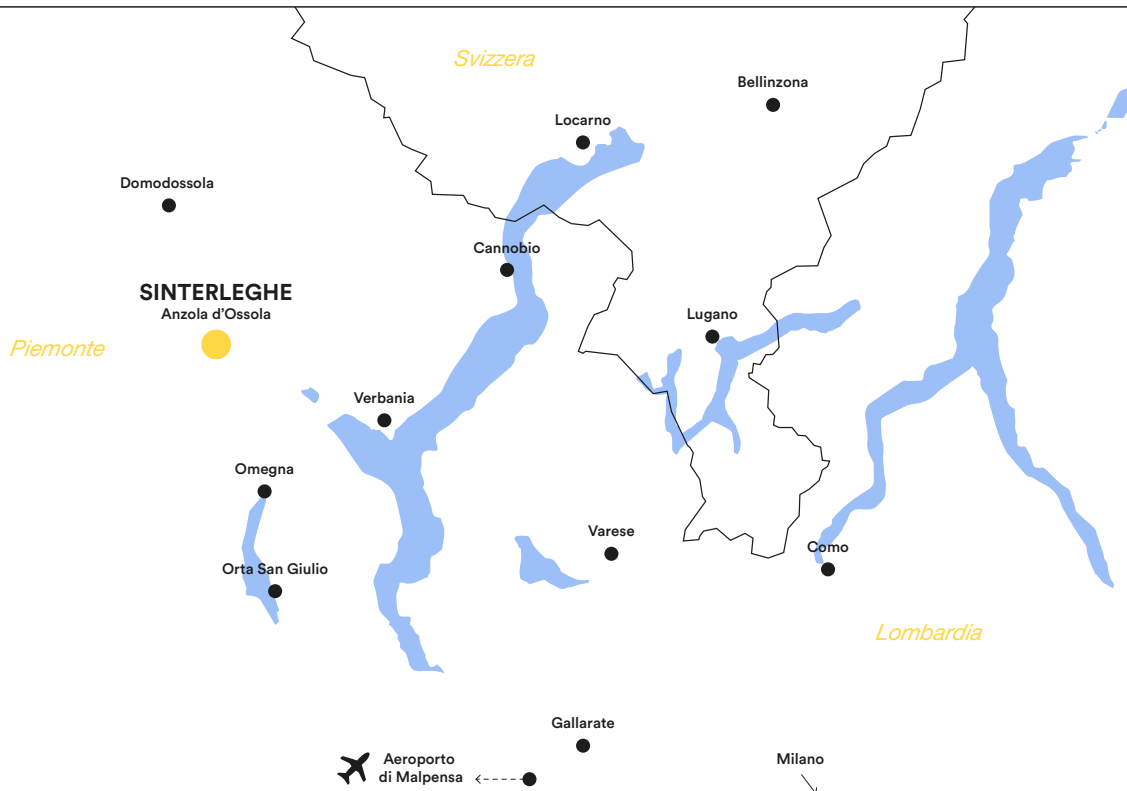 Svizzera
Bellinzona
Locarno
Domodossola
Cannobio
SINTERLEGHE
Anzola d'Ossola
Lugano
Piemonte
Verbania
Omegna
Varese
Como
Orta San Giulio
Lombardia
Gallarate
Aeroporto
di Malpensa
Milano